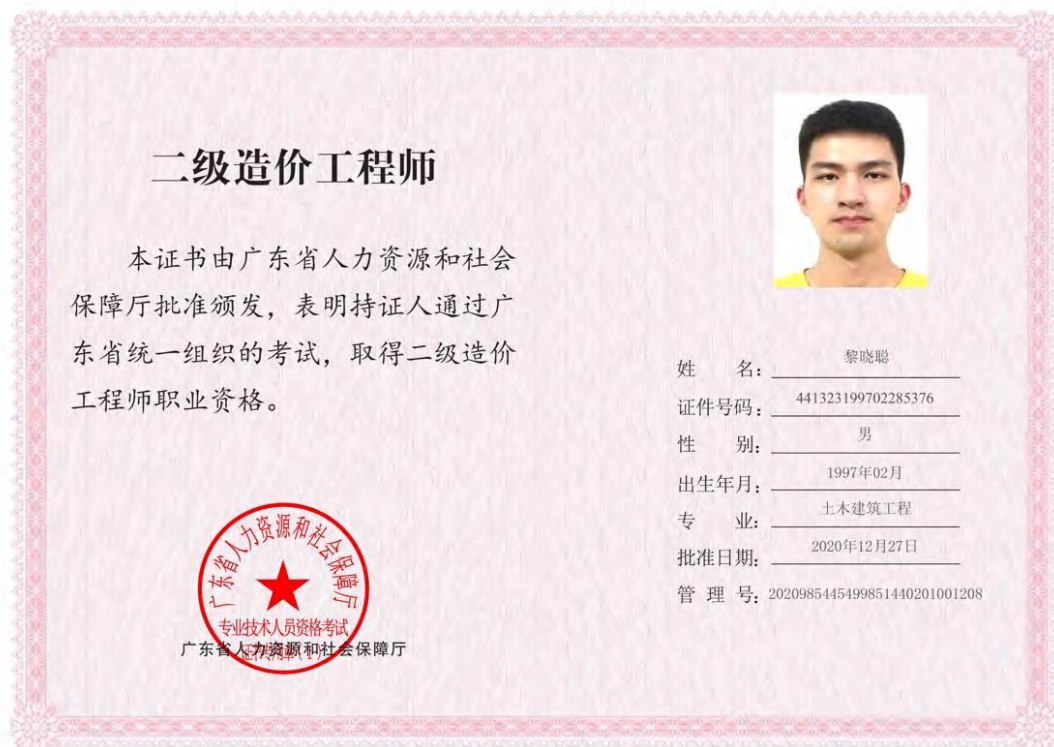 二级造价工程师
本证书由广东省人力资源和社会
保障厅批准颁发，表明持证人通过广
东省统一组织的考试，取得二级造价
工程师职业资格。
姓 名：黎晓聪
证件号码：441323199702285376
性 别：男
出生年月：1997年02月
专 业：土木建筑工程
批准日期：2020年12月27日
管 理 号：2020985445499851440201001208
广东省人力资源和社会保障厅
专业技术人员资格考试
广东省人力资源和社会保障厅